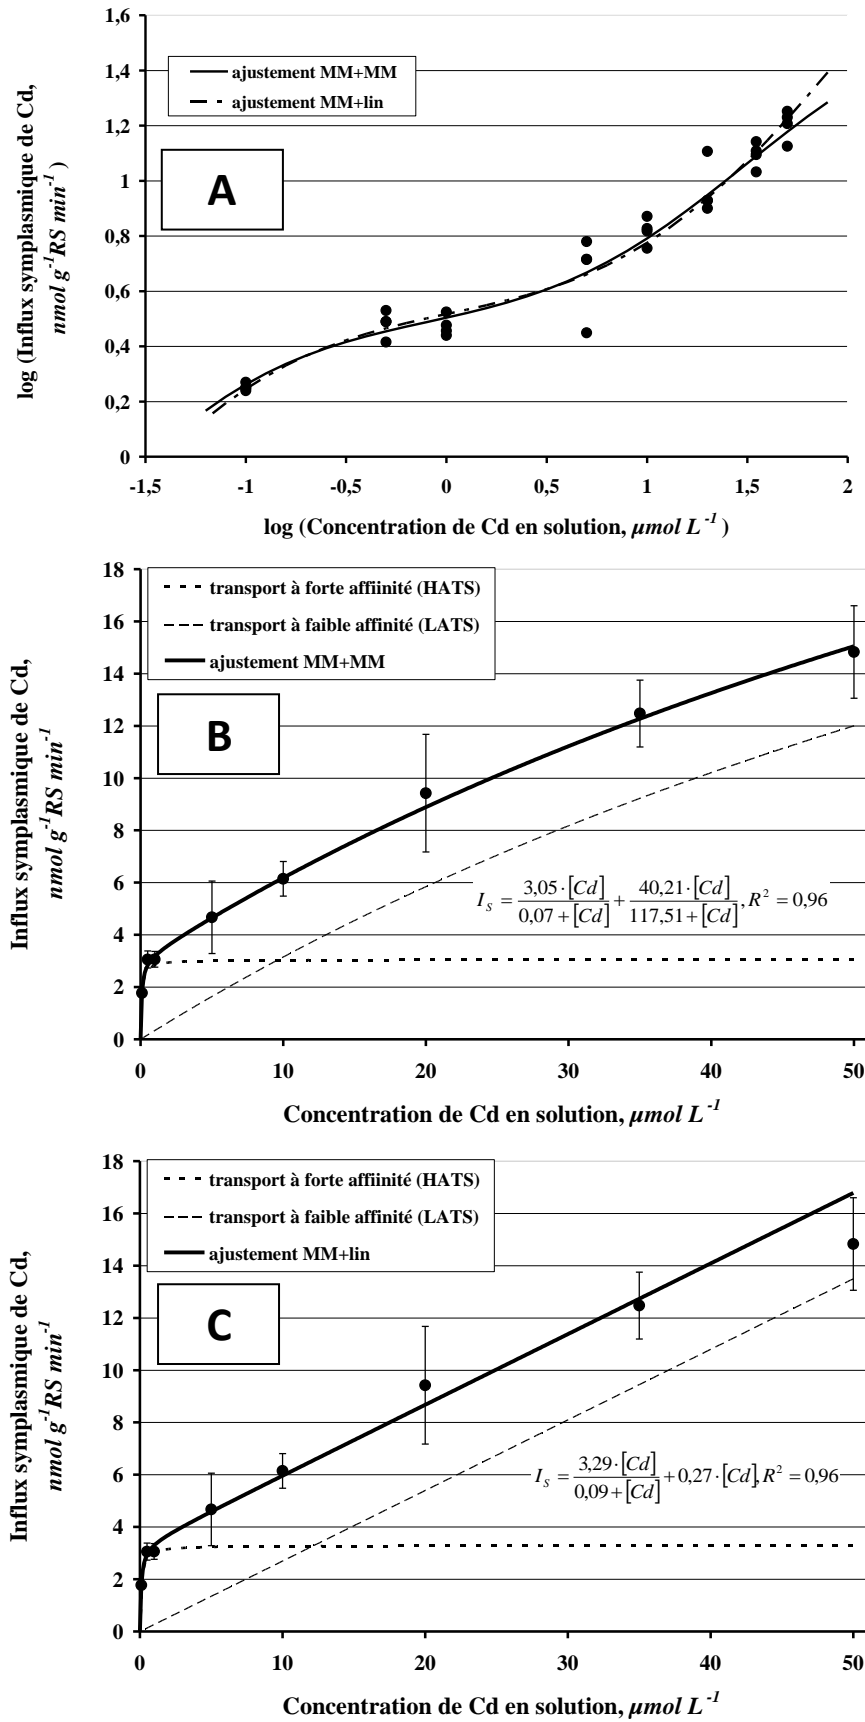 1,6
1,4
1,2
1
0,8
0,6
0,4
0,2
0
log (Influx symplasmique de Cd,
nmol g⁻¹RS min⁻¹ )
ajustement MM+MM
ajustement MM+lin
A
-1,5 -1 -0,5 0 0,5 1 1,5 2
log (Concentration de Cd en solution, µmol L ⁻¹ )
18
16
14
12
10
8
6
4
2
0
Influx symplasmique de Cd,
nmol g⁻¹RS min⁻¹
transport à forte affiinité (HATS)
transport à faible affinité (LATS)
ajustement MM+MM
B
I_S = 3,05·[Cd] / 0,07+[Cd] + 40,21·[Cd] / 117,51+[Cd], R² = 0,96
0 10 20 30 40 50
Concentration de Cd en solution, µmol L ⁻¹
18
16
14
12
10
8
6
4
2
0
Influx symplasmique de Cd,
nmol g⁻¹RS min⁻¹
transport à forte affiinité (HATS)
transport à faible affinité (LATS)
ajustement MM+lin
C
I_S = 3,29·[Cd] / 0,09+[Cd] + 0,27·[Cd], R² = 0,96
0 10 20 30 40 50
Concentration de Cd en solution, µmol L ⁻¹